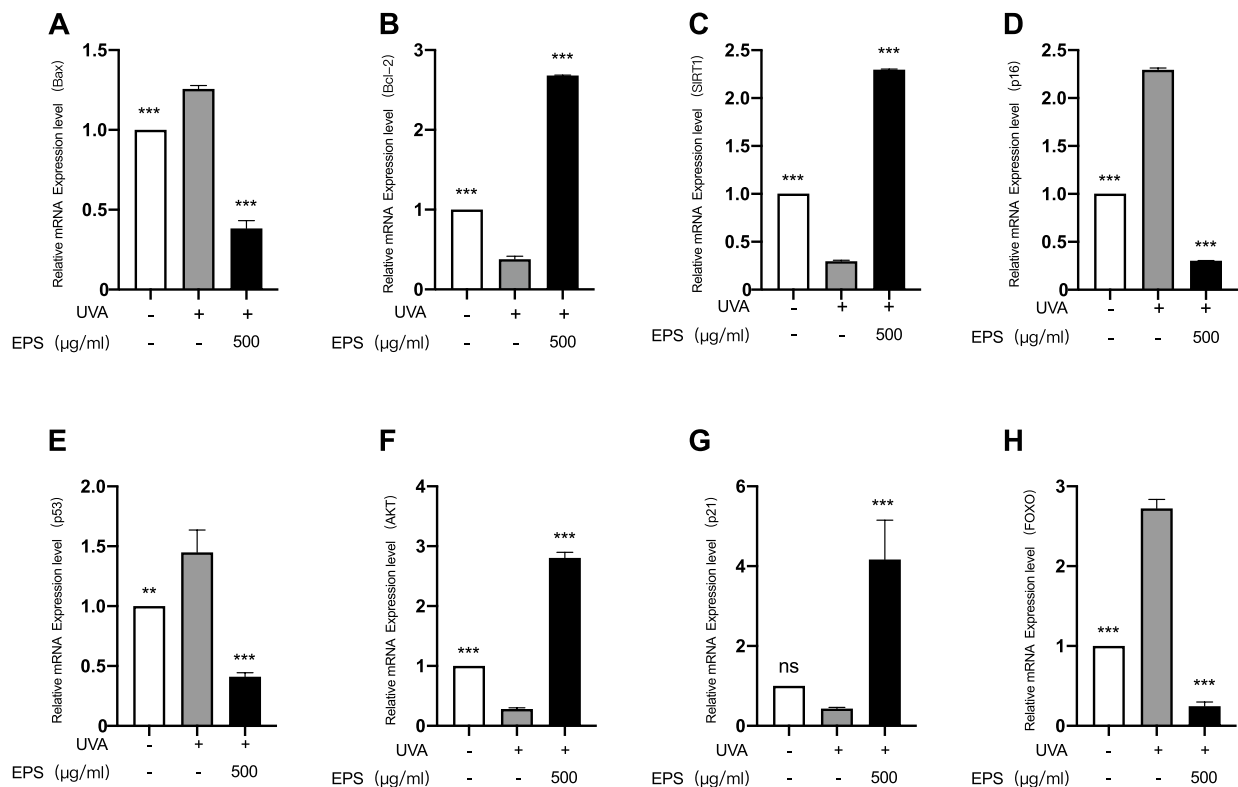 A
Relative mRNA Expression level (Bax)
1.5
1.0
0.5
0
***
***
UVA - + +
EPS (μg/ml) - - 500
B
Relative mRNA Expression level (Bcl-2)
3
2
1
0
***
***
- + +
EPS (μg/ml) - - 500
C
Relative mRNA Expression level (SIRT1)
2.5
2.0
1.5
1.0
0.5
0
***
***
UVA - + +
EPS (μg/ml) - - 500
D
Relative mRNA Expression level (p16)
2.5
2.0
1.5
1.0
0.5
0
***
***
UVA - + +
EPS (μg/ml) - - 500
E
Relative mRNA Expression level (p53)
2.0
1.5
1.0
0.5
0
**
***
UVA - + +
EPS (μg/ml) - - 500
F
Relative mRNA Expression level (AKT)
4
3
2
1
0
***
***
UVA - + +
EPS (μg/ml) - - 500
G
Relative mRNA Expression level (p21)
6
4
2
0
ns
***
UVA - + +
EPS (μg/ml) - - 500
H
Relative mRNA Expression level (FOXO)
3
2
1
0
***
***
UVA - + +
EPS (μg/ml) - - 500